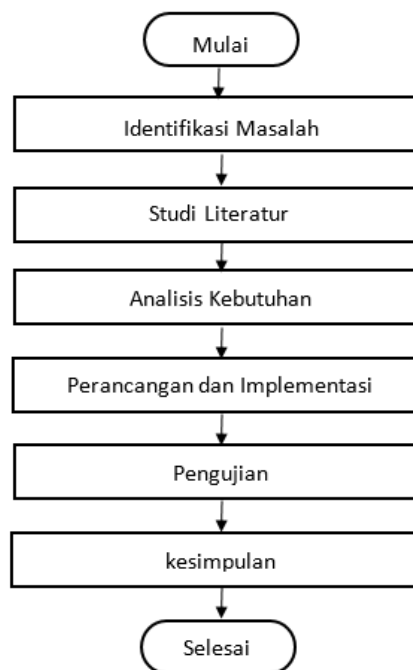 Mulai
Identifikasi Masalah
Studi Literatur
Analisis Kebutuhan
Perancangan dan Implementasi
Pengujian
kesimpulan
Selesai